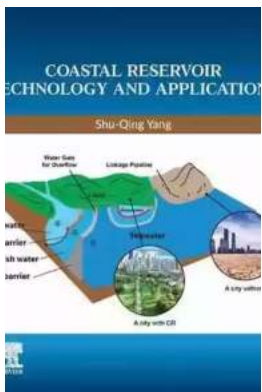 COASTAL RESERVOIR
ECHNOLOGY AND APPLICATION
Shu-Qing Yang
Water Gate
for Overflow
Linkage Pipeline
water
arrier
sh water
barrier
A city with CR
A city withou